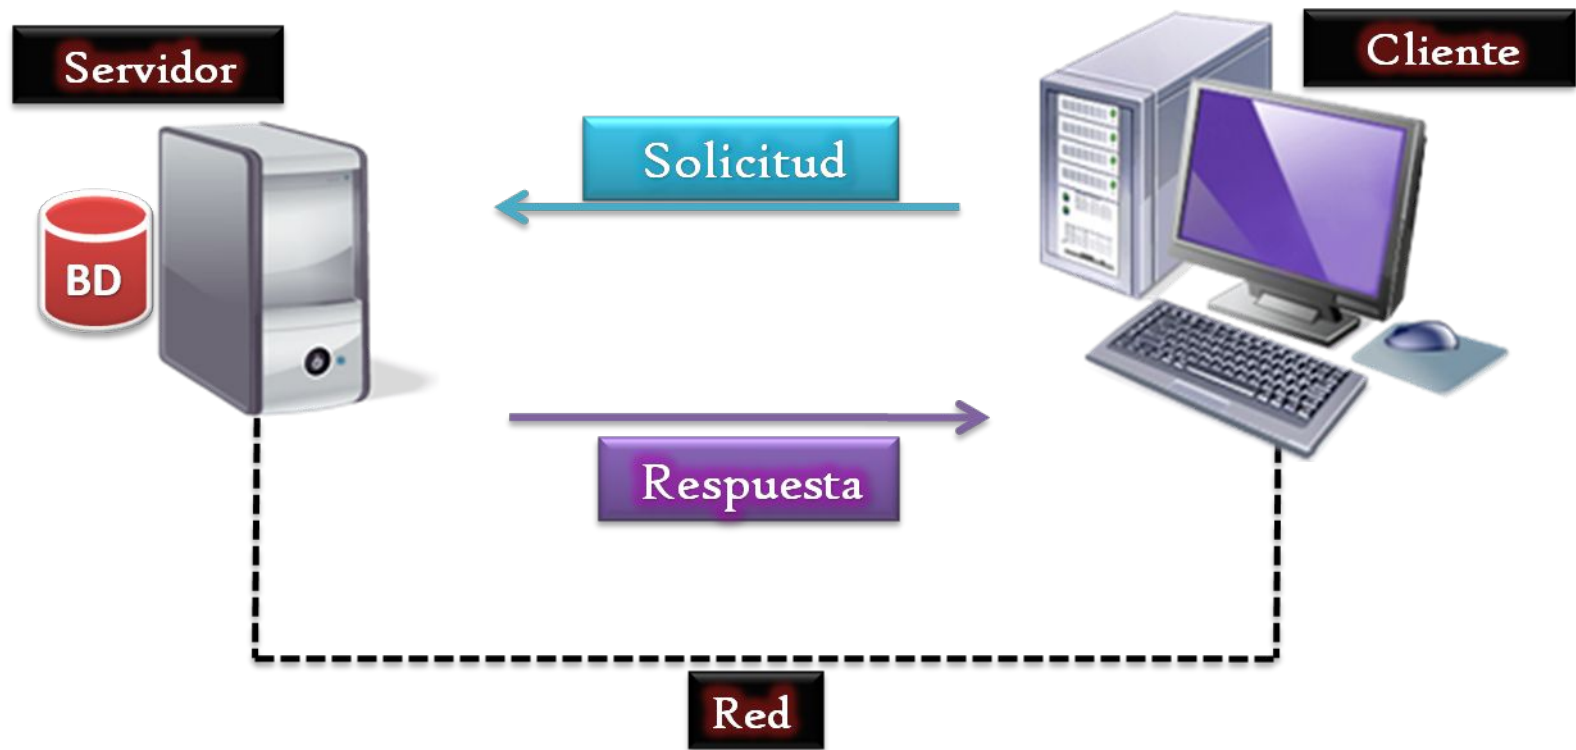 Servidor
Cliente
Solicitud
BD
Respuesta
Red